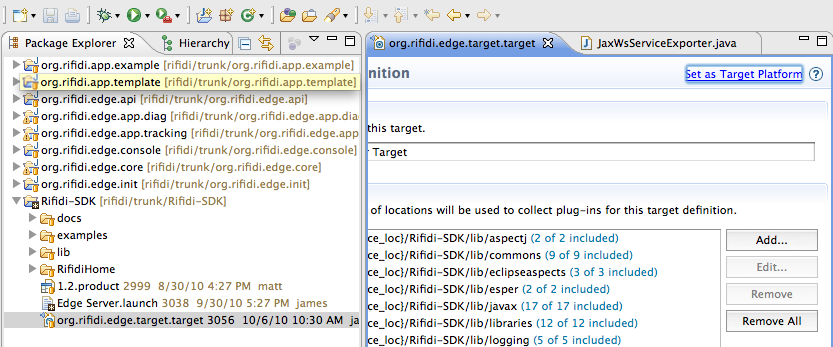 Package Explorer
Hierarchy
org.rifidi.app.example [rifidi/trunk/org.rifidi.app.example]
org.rifidi.app.template [rifidi/trunk/org.rifidi.app.template]
org.rifidi.edge.api [rifidi/trunk/org.rifidi.edge.api]
org.rifidi.edge.app.diag [rifidi/trunk/org.rifidi.edge.app.dia
org.rifidi.edge.app.tracking [rifidi/trunk/org.rifidi.edge.app
org.rifidi.edge.console [rifidi/trunk/org.rifidi.edge.console]
org.rifidi.edge.core [rifidi/trunk/org.rifidi.edge.core]
org.rifidi.edge.init [rifidi/trunk/org.rifidi.edge.init]
Rifidi-SDK [rifidi/trunk/Rifidi-SDK]
docs
examples
lib
RifidiHome
1.2.product 2999 8/30/10 4:27 PM matt
Edge Server.launch 3038 9/30/10 5:27 PM james
org.rifidi.edge.target.target 3056 10/6/10 10:30 AM ja
org.rifidi.edge.target.target
JaxWsServiceExporter.java
nition
Set as Target Platform
this target.
r Target
of locations will be used to collect plug-ins for this target definition.
ce_loc}/Rifidi-SDK/lib/aspectj (2 of 2 included)
ce_loc}/Rifidi-SDK/lib/commons (9 of 9 included)
ce_loc}/Rifidi-SDK/lib/eclipseaspects (3 of 3 included)
ce_loc}/Rifidi-SDK/lib/esper (2 of 2 included)
ce_loc}/Rifidi-SDK/lib/javax (17 of 17 included)
ce_loc}/Rifidi-SDK/lib/libraries (12 of 12 included)
ce_loc}/Rifidi-SDK/lib/logging (5 of 5 included)
Add...
Edit...
Remove
Remove All